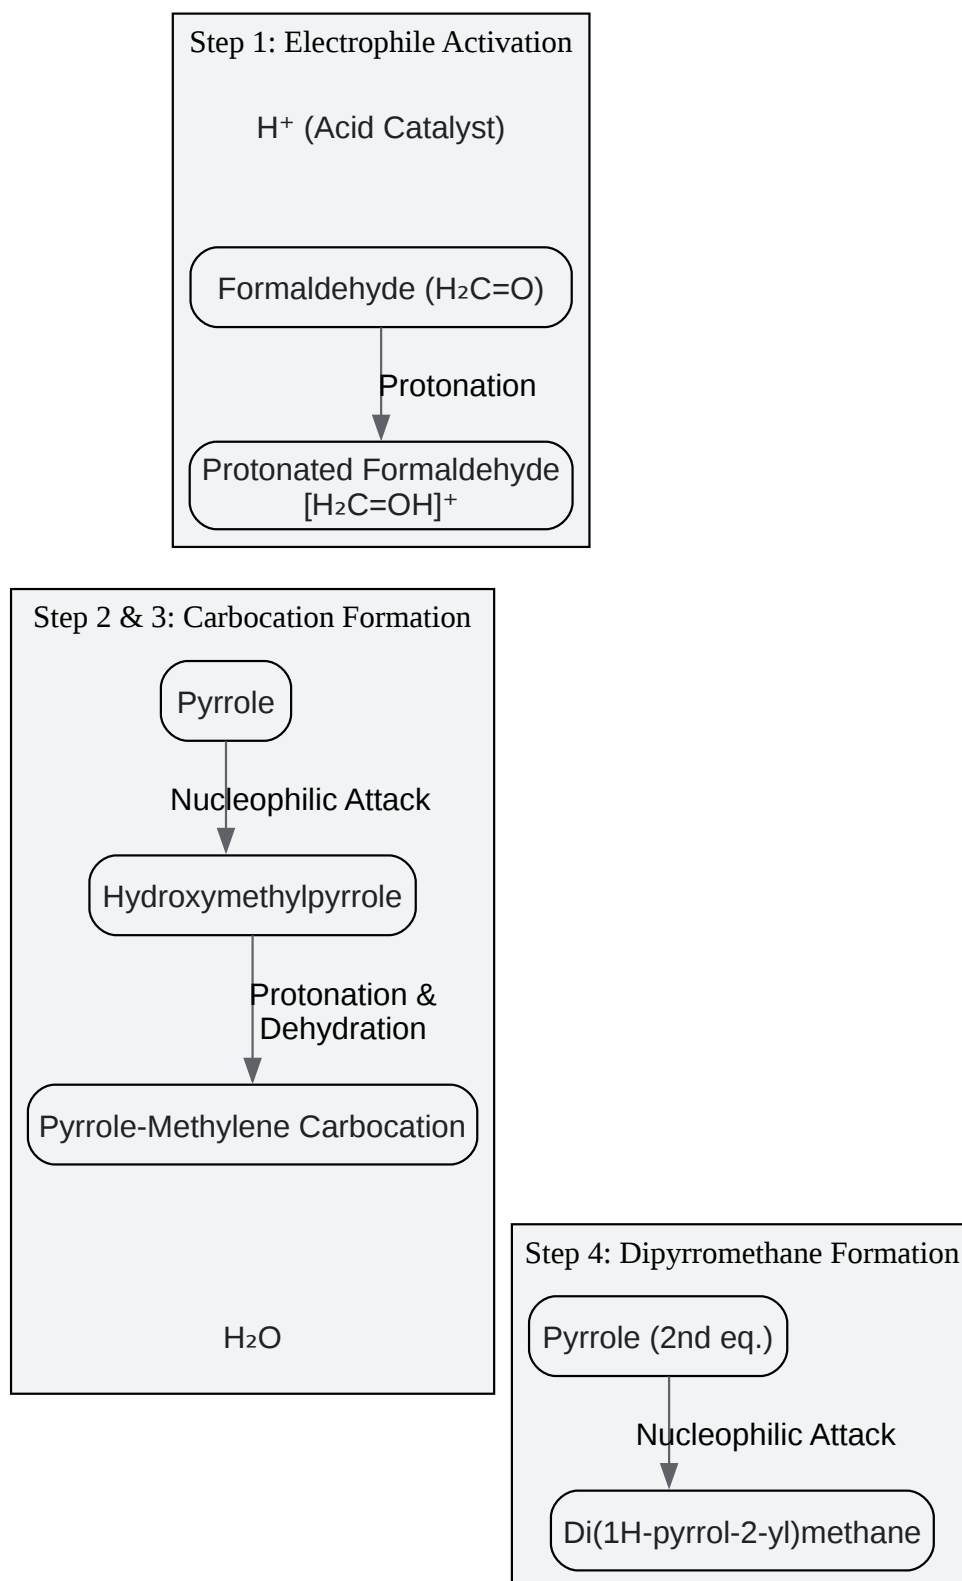 Step 1: Electrophile Activation
H⁺ (Acid Catalyst)
Formaldehyde (H₂C=O)
Protonation
Protonated Formaldehyde
[H₂C=OH]⁺
Step 2 & 3: Carbocation Formation
Pyrrole
Nucleophilic Attack
Hydroxymethylpyrrole
Protonation &
Dehydration
Pyrrole-Methylene Carbocation
H₂O
Step 4: Dipyrromethane Formation
Pyrrole (2nd eq.)
Nucleophilic Attack
Di(1H-pyrrol-2-yl)methane